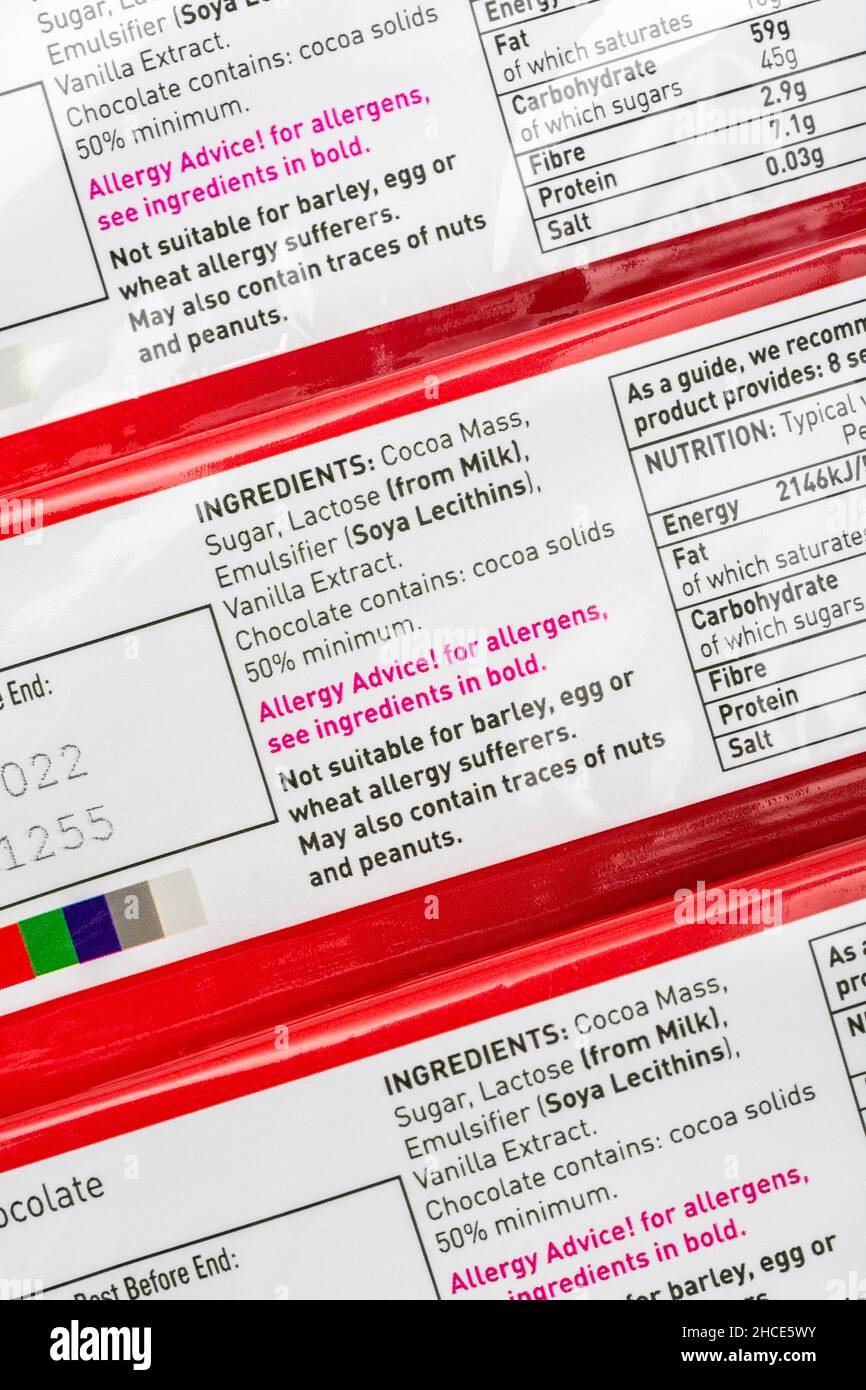 Sugar,
Emulsifier (Soya
Vanilla Extract.
Chocolate contains: cocoa solids
50% minimum.
Allergy Advice! for allergens,
see ingredients in bold.
Not suitable for barley, egg or
wheat allergy sufferers.
May also contain traces of nuts
and peanuts.
Energy
Fat
of which saturates
59g
Carbohydrate
45g
of which sugars
2.9g
Fibre
7.1g
Protein
0.03g
Salt
INGREDIENTS: Cocoa Mass,
Sugar, Lactose (from Milk),
Emulsifier (Soya Lecithins),
Vanilla Extract.
Chocolate contains: cocoa solids
50% minimum.
Allergy Advice! for allergens,
see ingredients in bold.
Not suitable for barley, egg or
wheat allergy sufferers.
May also contain traces of nuts
and peanuts.
As a guide, we recomm
product provides: 8 se
NUTRITION: Typical v
Pe
Energy 2146kJ/
Fat
of which saturates
Carbohydrate
of which sugars
Fibre
Protein
Salt
e End:
022
1255
INGREDIENTS: Cocoa Mass,
Sugar, Lactose (from Milk),
Emulsifier (Soya Lecithins),
Vanilla Extract.
Chocolate contains: cocoa solids
50% minimum.
Allergy Advice! for allergens,
ingredients in bold.
for barley, egg or
As a
pro
ocolate
Best Before End:
a alamy
alamy
Image ID: 2HCE5WY
www.alamy.com